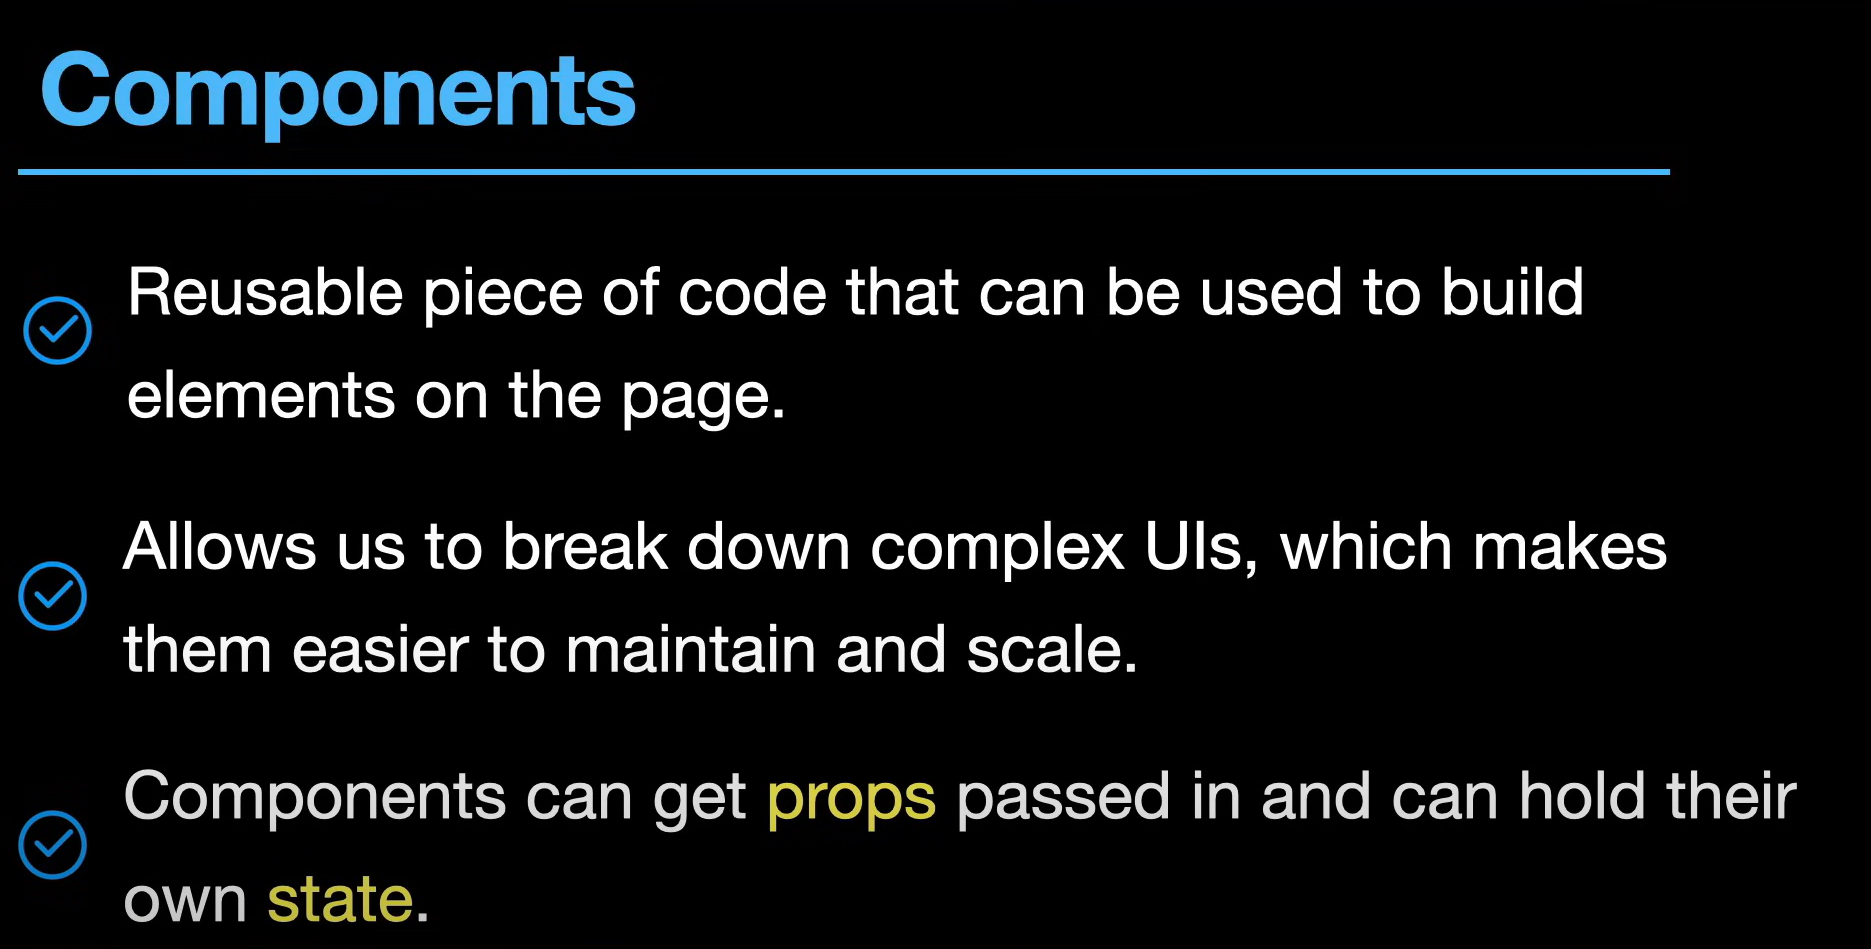 Components
Reusable piece of code that can be used to build
elements on the page.
Allows us to break down complex UIs, which makes
them easier to maintain and scale.
Components can get props passed in and can hold their
own state.